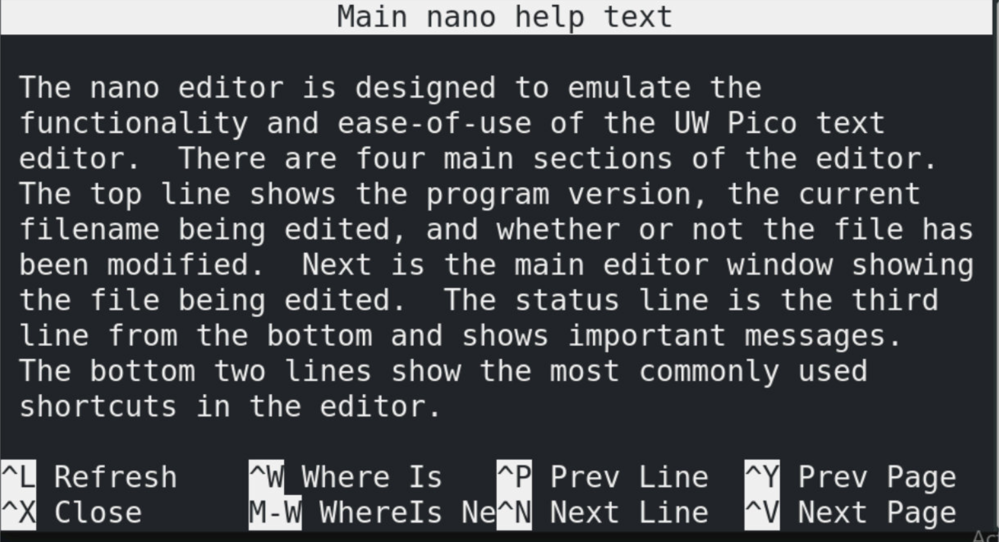 Main nano help text
The nano editor is designed to emulate the
functionality and ease-of-use of the UW Pico text
editor.  There are four main sections of the editor.
The top line shows the program version, the current
filename being edited, and whether or not the file has
been modified.  Next is the main editor window showing
the file being edited.  The status line is the third
line from the bottom and shows important messages.
The bottom two lines show the most commonly used
shortcuts in the editor.
^L Refresh ^W Where Is ^P Prev Line ^Y Prev Page
^X Close M-W WhereIs Ne^N Next Line ^V Next Page